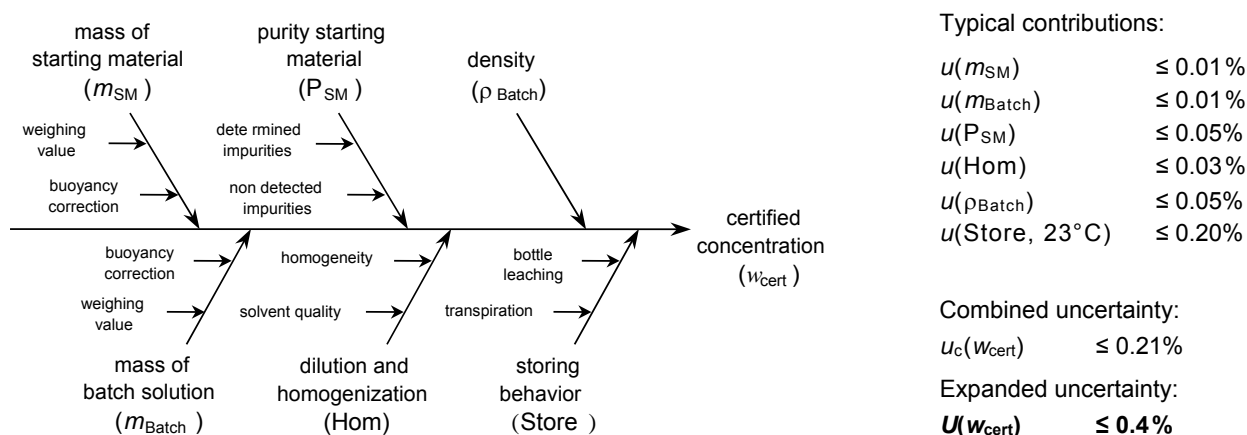 mass of
starting material
(mSM)
purity starting
material
(PSM)
density
(ρ Batch)
weighing
value
buoyancy
correction
dete rmined
impurities
non detected
impurities
certified
concentration
(wcert)
buoyancy
correction
weighing
value
homogeneity
solvent quality
bottle
leaching
transpiration
mass of
batch solution
(mBatch)
dilution and
homogenization
(Hom)
storing
behavior
(Store )
Typical contributions:
u(mSM) ≤ 0.01%
u(mBatch) ≤ 0.01%
u(PSM) ≤ 0.05%
u(Hom) ≤ 0.03%
u(ρBatch) ≤ 0.05%
u(Store, 23°C) ≤ 0.20%
Combined uncertainty:
uc(wcert) ≤ 0.21%
Expanded uncertainty:
U(wcert) ≤ 0.4%